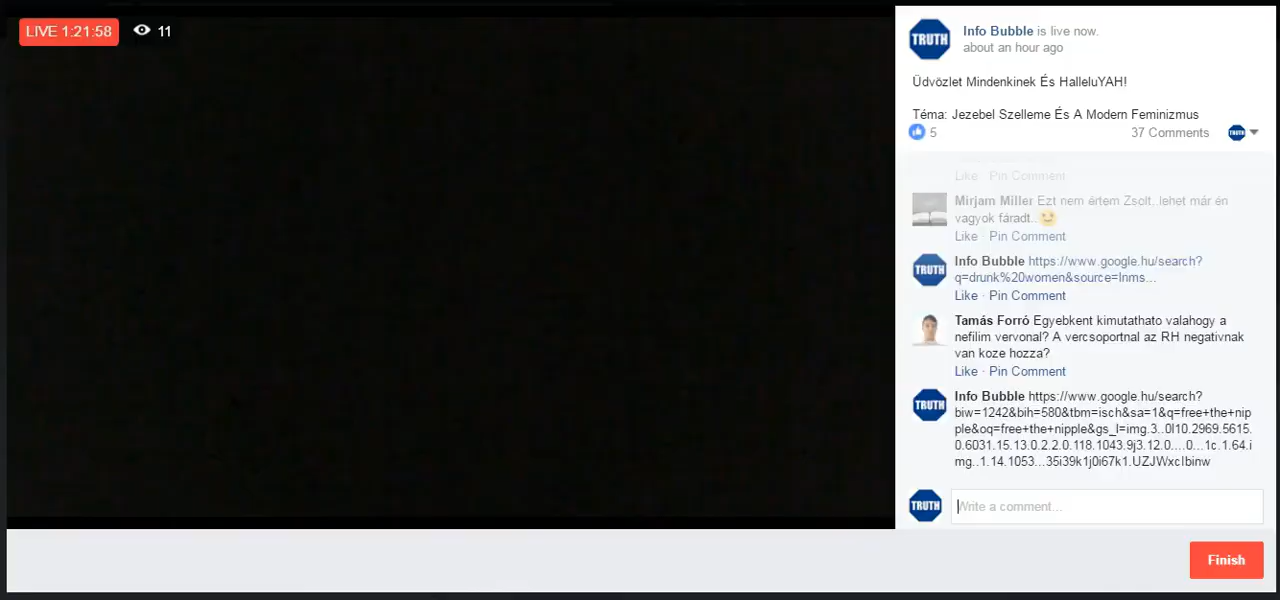 LIVE 1:21:58
11
TRUTH
Info Bubble is live now.
about an hour ago
Üdvözlet Mindenkinek És HalleluYAH!
Téma: Jezebel Szelleme És A Modern Feminizmus
5
37 Comments
TRUTH
Like · Pin Comment
Mirjam Miller Ezt nem értem Zsolt..lehet már én
vagyok fáradt..
Like · Pin Comment
TRUTH
Info Bubble https://www.google.hu/search?
q=drunk%20women&source=lnms...
Like · Pin Comment
Tamás Forró Egyebkent kimutathato valahogy a
nefilim vervonal? A vercsoportnal az RH negativnak
van koze hozza?
Like · Pin Comment
TRUTH
Info Bubble https://www.google.hu/search?
biw=1242&bih=580&tbm=isch&sa=1&q=free+the+nip
ple&oq=free+the+nipple&gs_l=img.3..0l10.2969.5615.
0.6031.15.13.0.2.2.0.118.1043.9j3.12.0....0...1c.1.64.i
mg..1.14.1053...35i39k1j0i67k1.UZJWxcIbinw
TRUTH
Write a comment...
Finish